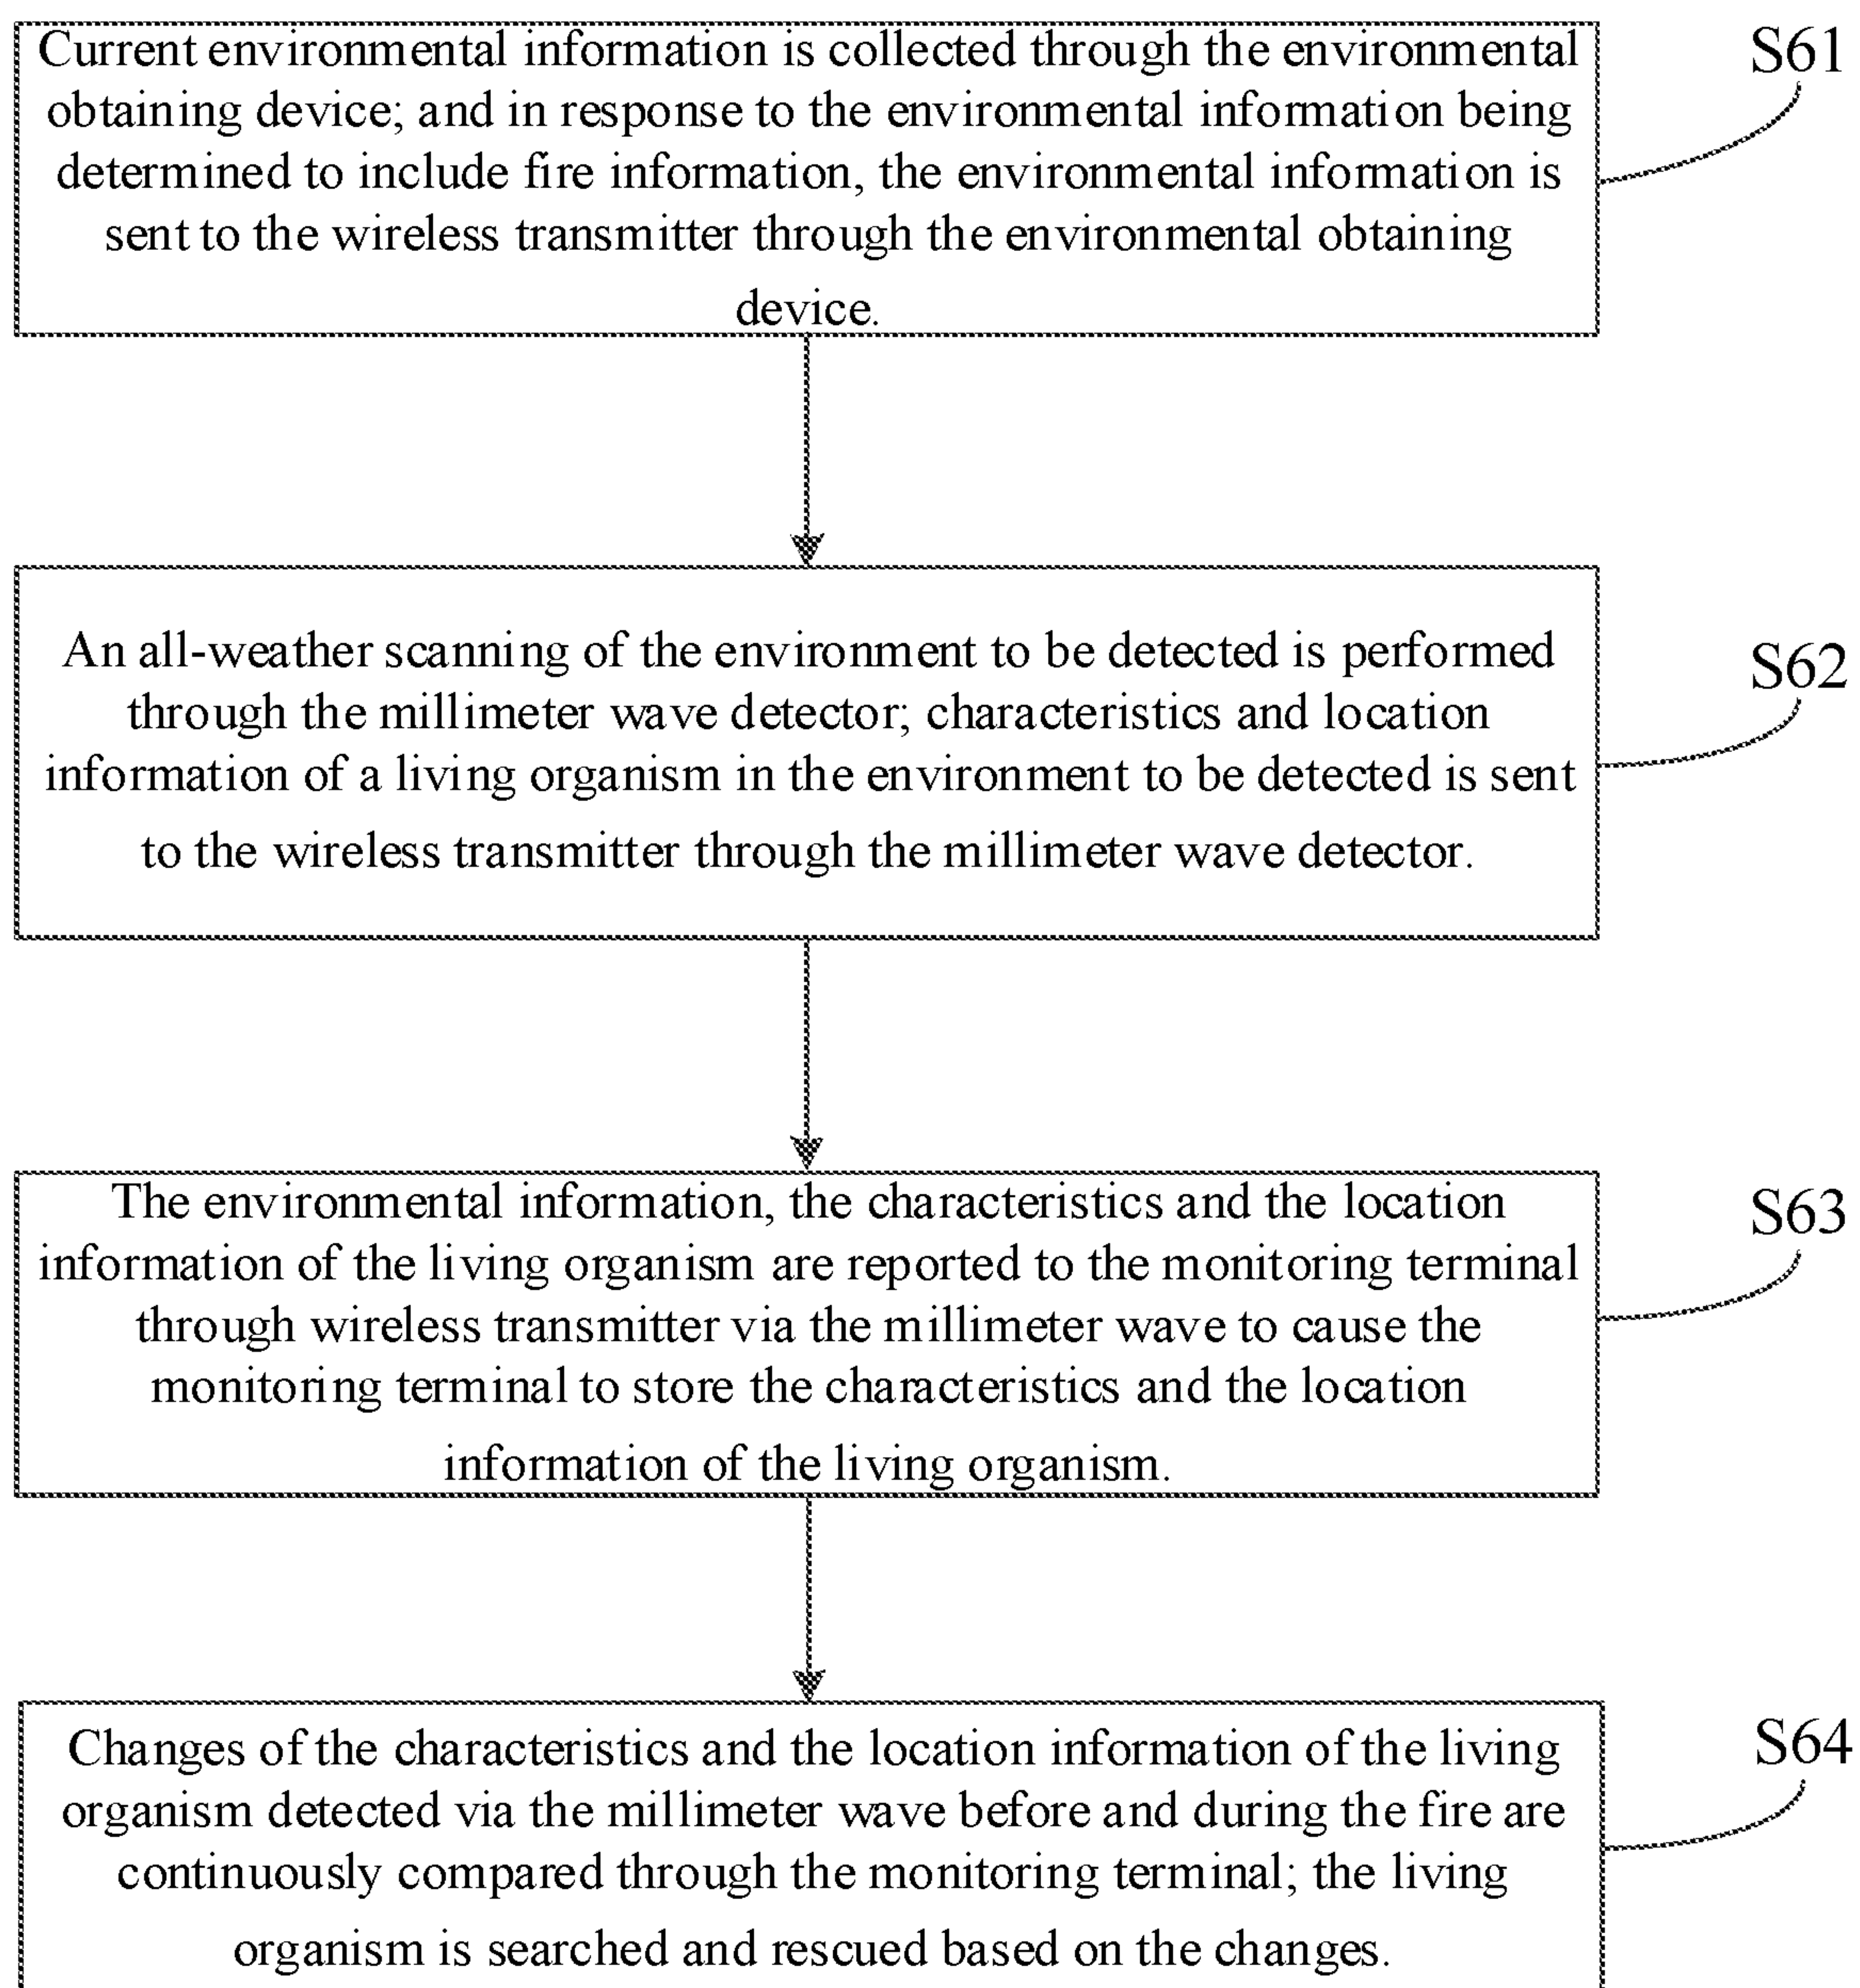 Current environmental information is collected through the environmental
obtaining device; and in response to the environmental information being
determined to include fire information, the environmental information is
sent to the wireless transmitter through the environmental obtaining
device.
S61
An all-weather scanning of the environment to be detected is performed
through the millimeter wave detector; characteristics and location
information of a living organism in the environment to be detected is sent
to the wireless transmitter through the millimeter wave detector.
S62
The environmental information, the characteristics and the location
information of the living organism are reported to the monitoring terminal
through wireless transmitter via the millimeter wave to cause the
monitoring terminal to store the characteristics and the location
information of the living organism.
S63
Changes of the characteristics and the location information of the living
organism detected via the millimeter wave before and during the fire are
continuously compared through the monitoring terminal; the living
organism is searched and rescued based on the changes.
S64